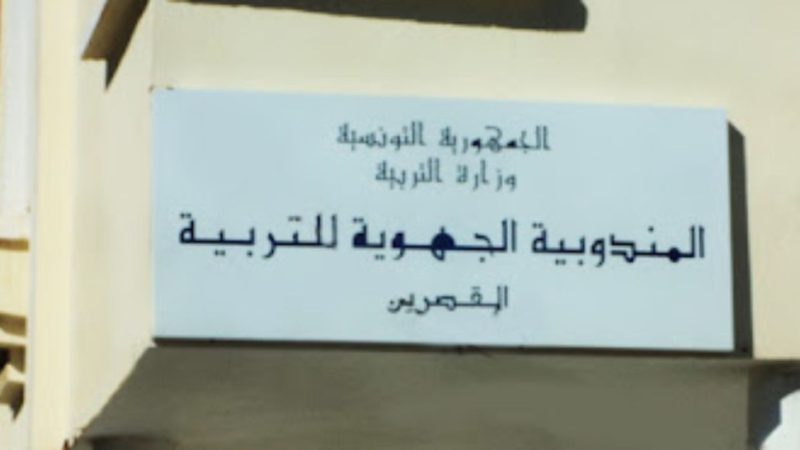 الجمهورية التونسية
وزارة التربية
المندوبية الجهوية للتربية
القصرين